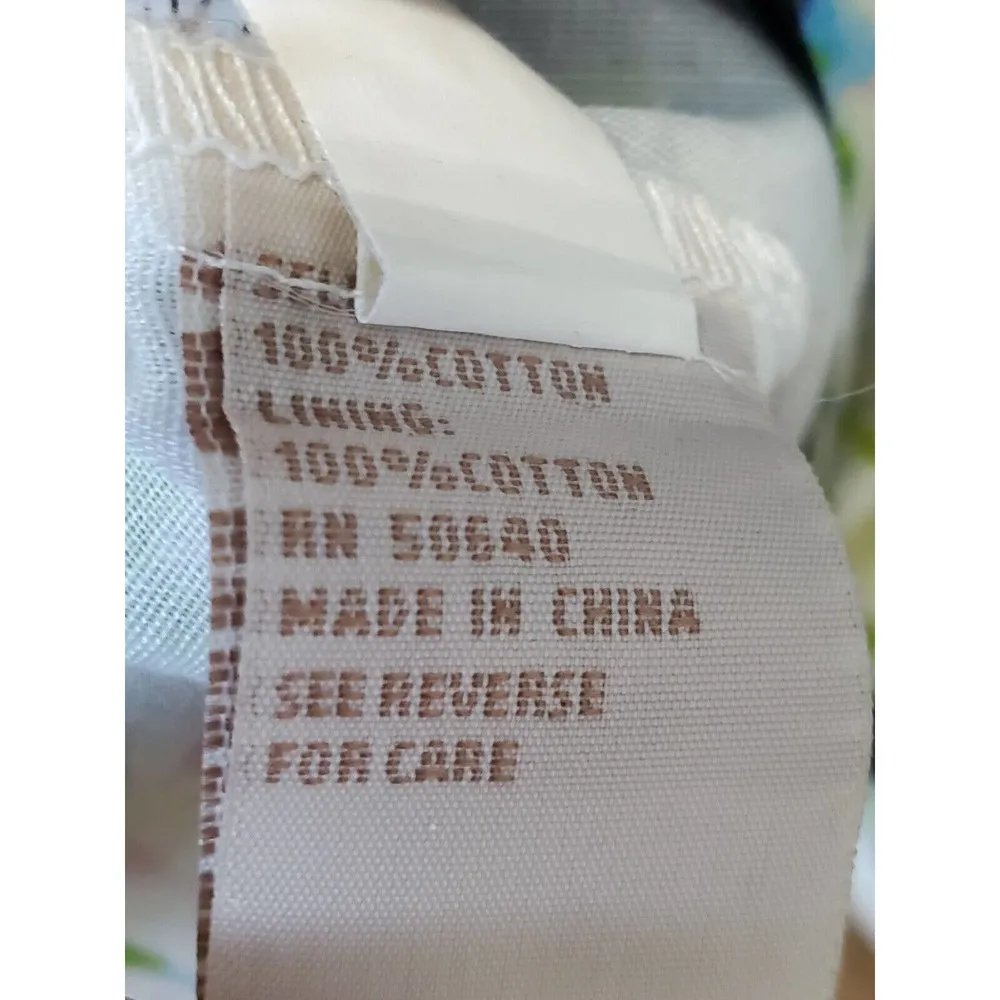 100%COTTON
LINING:
100%COTTON
RN 50640
MADE IN CHINA
SEE REVERSE
FOR CARE